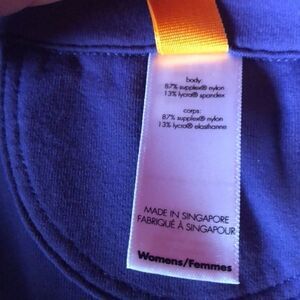 body:
87% supplex® nylon
13% lycra® spandex
corps:
87% supplex® nylon
13% lycra® elasthanne
MADE IN SINGAPORE
FABRIQUÉ À SINGAPOUR
Womens/Femmes